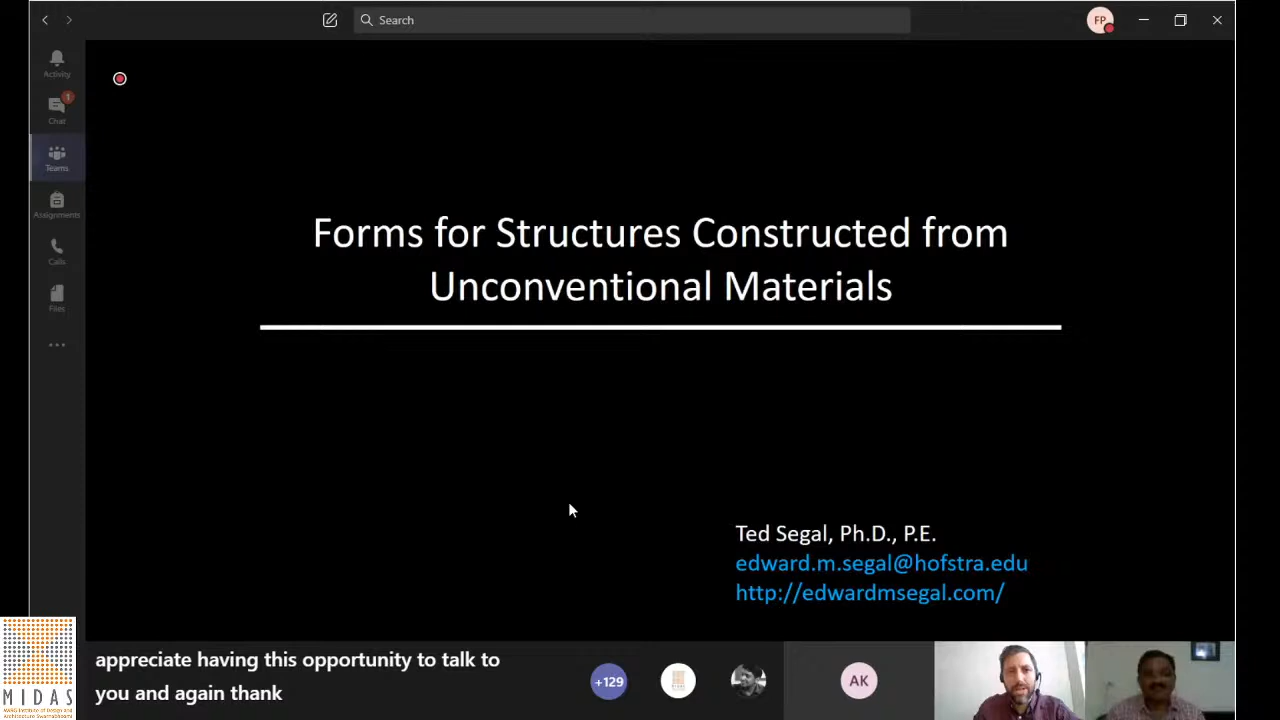 Search
FP
Activity
1
Chat
Teams
Assignments
Calls
Files
Forms for Structures Constructed from
Unconventional Materials
Ted Segal, Ph.D., P.E.
edward.m.segal@hofstra.edu
http://edwardmsegal.com/
appreciate having this opportunity to talk to
you and again thank
+129
AK
MIDAS